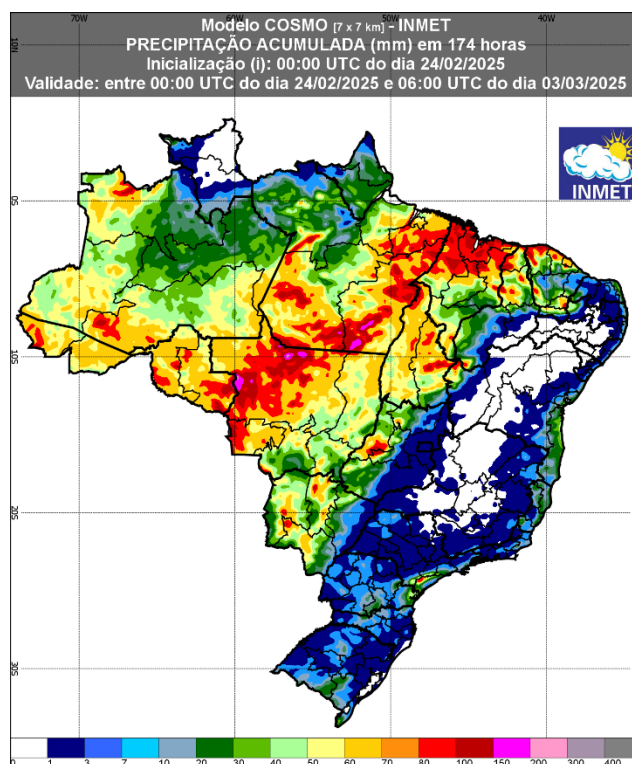 Modelo COSMO [7 x 7 km] - INMET
PRECIPITAÇÃO ACUMULADA (mm) em 174 horas
Inicialização (i): 00:00 UTC do dia 24/02/2025
Validade: entre 00:00 UTC do dia 24/02/2025 e 06:00 UTC do dia 03/03/2025
70W 60W 50W 40W
10N
INMET
0S
10S
20S
30S
0 1 3 7 10 20 30 40 50 60 70 80 100 150 200 300 400